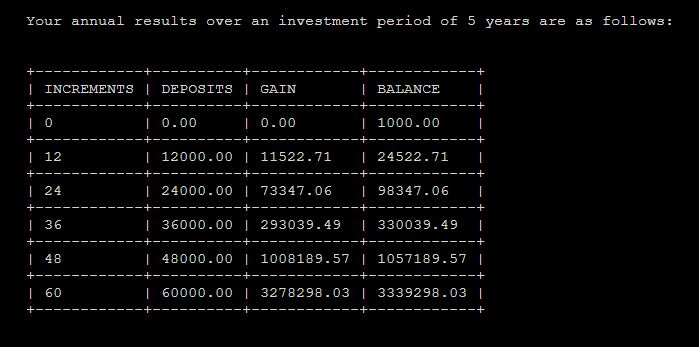 Your annual results over an investment period of 5 years are as follows:
+------------+----------+------------+------------+
| INCREMENTS | DEPOSITS | GAIN       | BALANCE    |
+------------+----------+------------+------------+
| 0          | 0.00     | 0.00       | 1000.00    |
+------------+----------+------------+------------+
| 12         | 12000.00 | 11522.71   | 24522.71   |
+------------+----------+------------+------------+
| 24         | 24000.00 | 73347.06   | 98347.06   |
+------------+----------+------------+------------+
| 36         | 36000.00 | 293039.49  | 330039.49  |
+------------+----------+------------+------------+
| 48         | 48000.00 | 1008189.57 | 1057189.57 |
+------------+----------+------------+------------+
| 60         | 60000.00 | 3278298.03 | 3339298.03 |
+------------+----------+------------+------------+